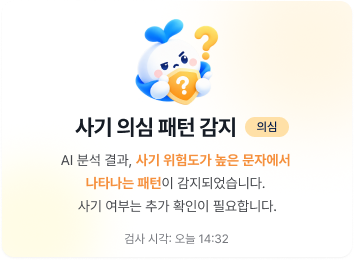 ?
?
사기 의심 패턴 감지 의심
AI 분석 결과, 사기 위험도가 높은 문자에서
나타나는 패턴이 감지되었습니다.
사기 여부는 추가 확인이 필요합니다.
검사 시각: 오늘 14:32